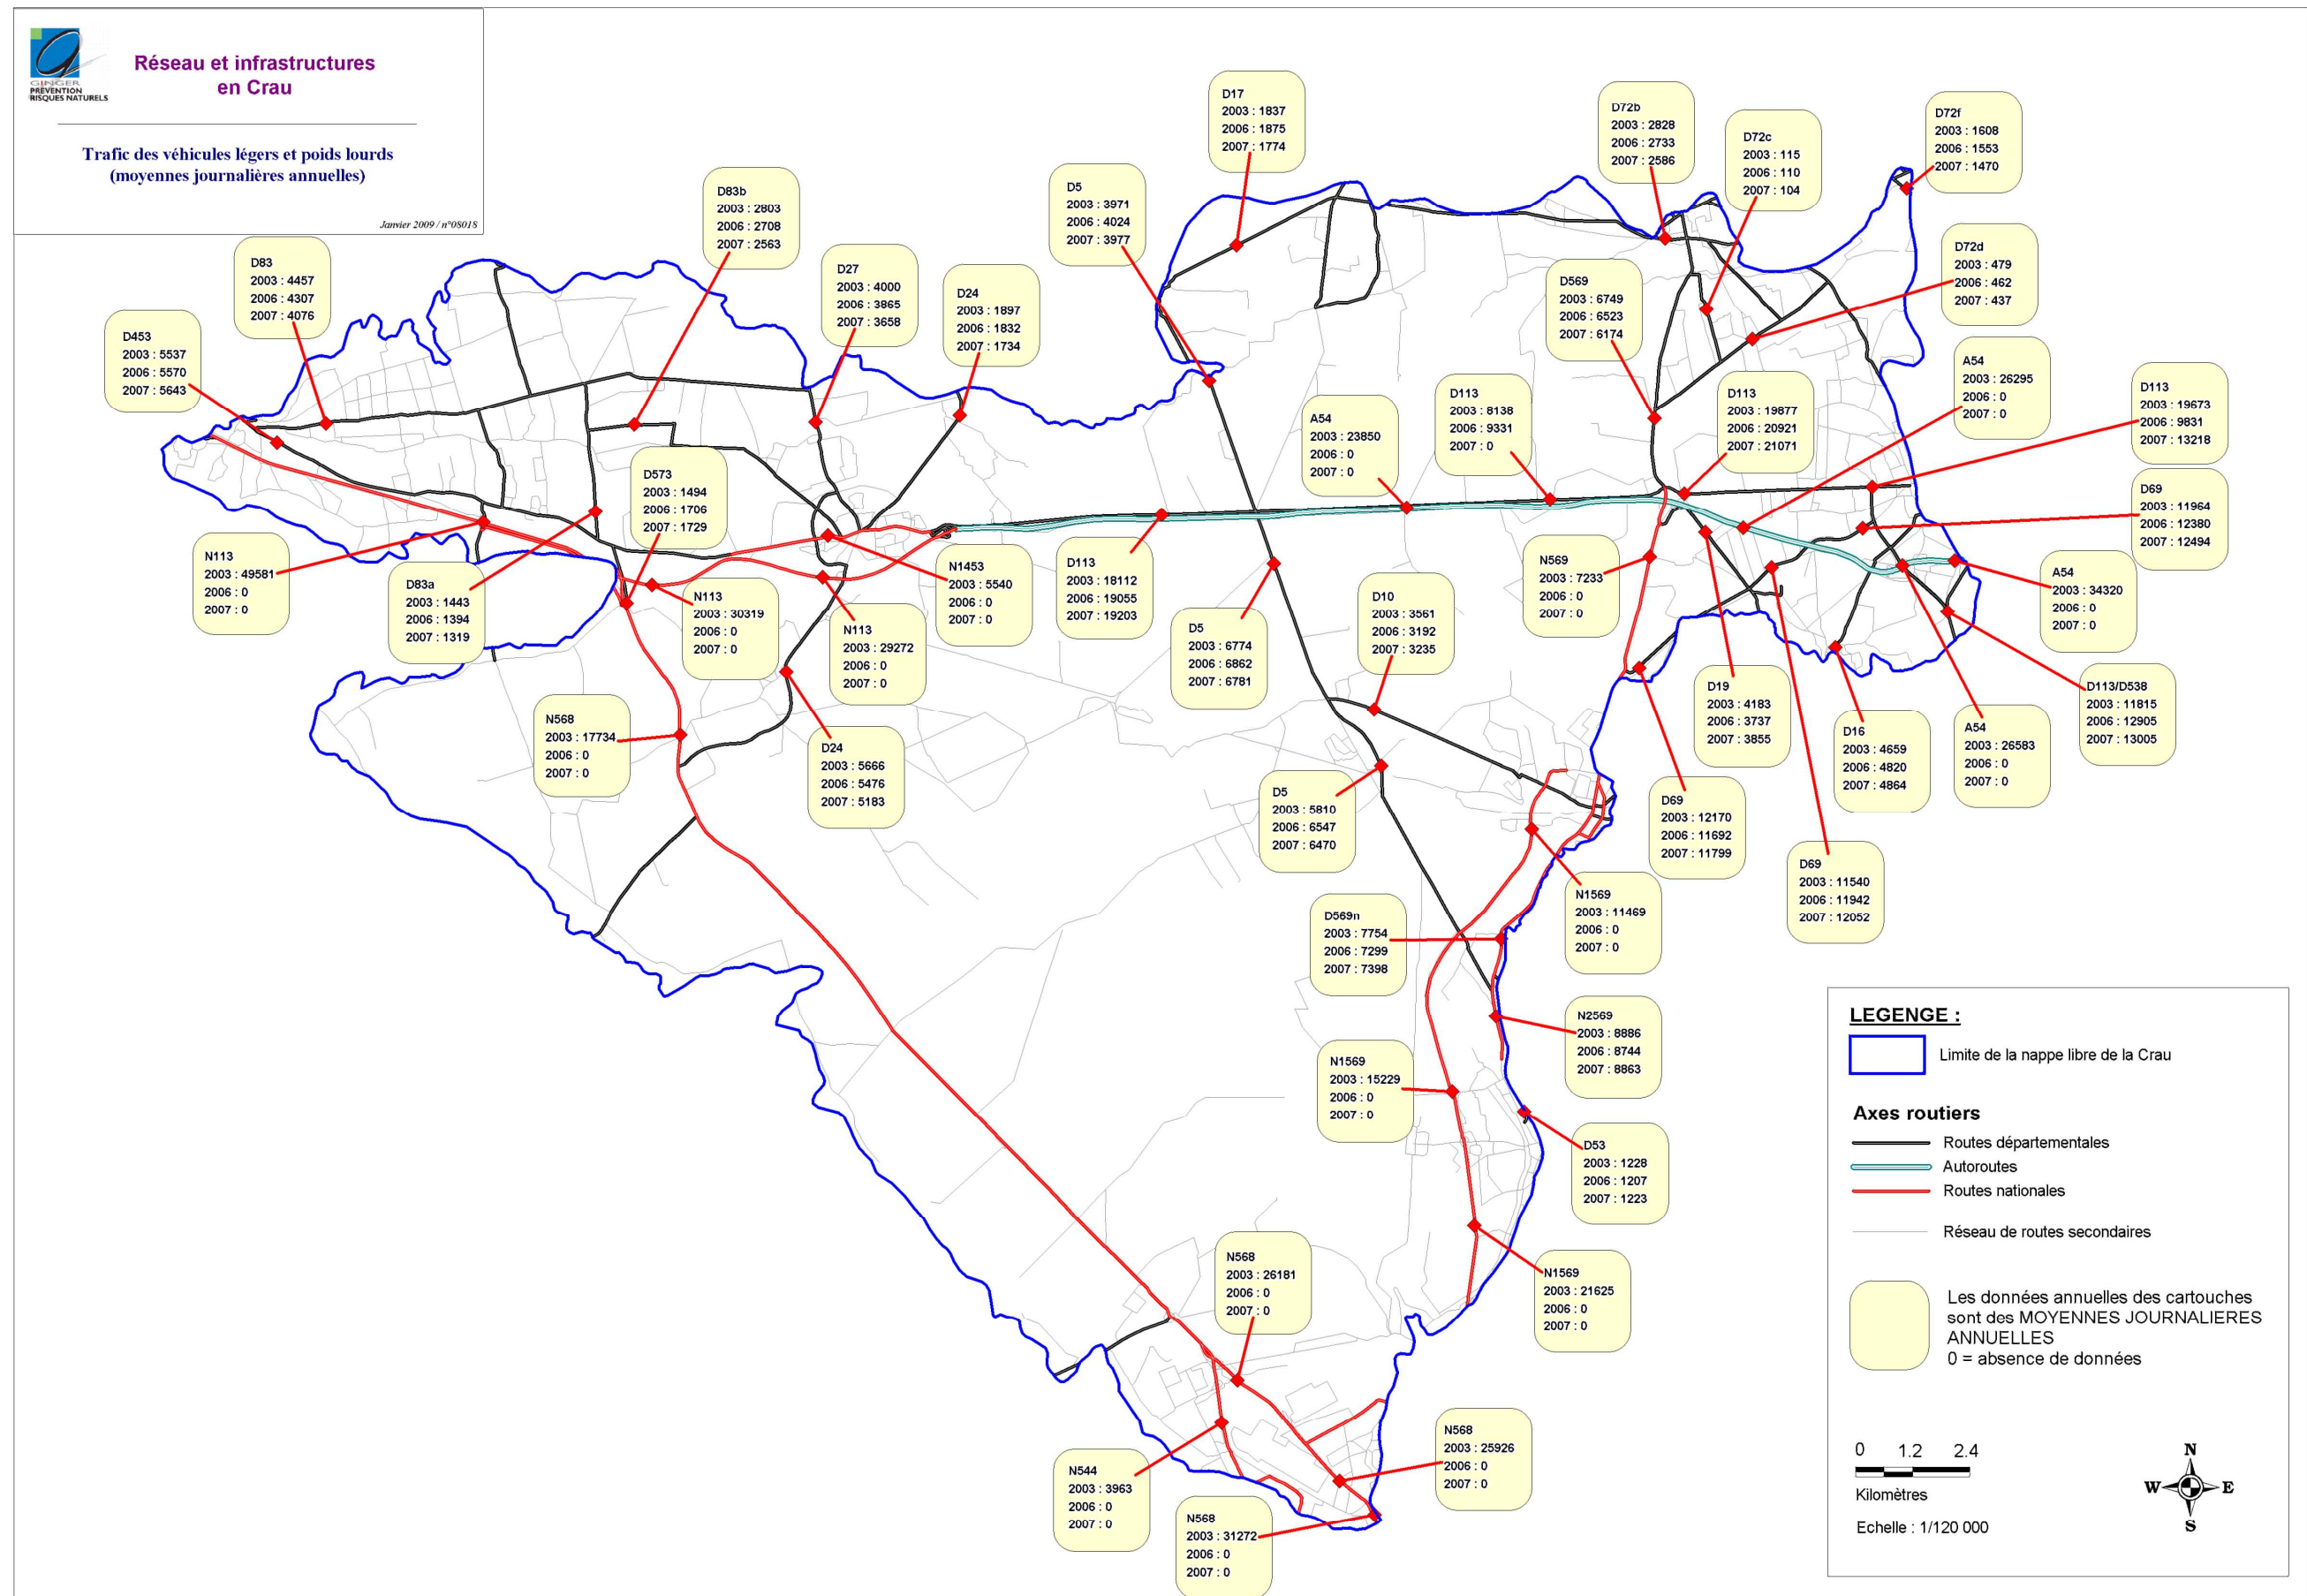 GINGER
PRÉVENTION
RISQUES NATURELS
Réseau et infrastructures
en Crau
Trafic des véhicules légers et poids lourds
(moyennes journalières annuelles)
Janvier 2009 / n°08018
D17
2003 : 1837
2006 : 1875
2007 : 1774
D72b
2003 : 2828
2006 : 2733
2007 : 2586
D72c
2003 : 115
2006 : 110
2007 : 104
D72f
2003 : 1608
2006 : 1553
2007 : 1470
D83b
2003 : 2803
2006 : 2708
2007 : 2563
D5
2003 : 3971
2006 : 4024
2007 : 3977
D83
2003 : 4457
2006 : 4307
2007 : 4076
D27
2003 : 4000
2006 : 3865
2007 : 3658
D24
2003 : 1897
2006 : 1832
2007 : 1734
D569
2003 : 6749
2006 : 6523
2007 : 6174
D72d
2003 : 479
2006 : 462
2007 : 437
D453
2003 : 5537
2006 : 5570
2007 : 5643
A54
2003 : 23850
2006 : 0
2007 : 0
D113
2003 : 8138
2006 : 9331
2007 : 0
D113
2003 : 19877
2006 : 20921
2007 : 21071
A54
2003 : 26295
2006 : 0
2007 : 0
D113
2003 : 19673
2006 : 9831
2007 : 13218
D573
2003 : 1494
2006 : 1706
2007 : 1729
D69
2003 : 11964
2006 : 12380
2007 : 12494
N113
2003 : 49581
2006 : 0
2007 : 0
D83a
2003 : 1443
2006 : 1394
2007 : 1319
N113
2003 : 30319
2006 : 0
2007 : 0
N113
2003 : 29272
2006 : 0
2007 : 0
N1453
2003 : 5540
2006 : 0
2007 : 0
D113
2003 : 18112
2006 : 19055
2007 : 19203
D5
2003 : 6774
2006 : 6862
2007 : 6781
D10
2003 : 3561
2006 : 3192
2007 : 3235
N569
2003 : 7233
2006 : 0
2007 : 0
A54
2003 : 34320
2006 : 0
2007 : 0
N568
2003 : 17734
2006 : 0
2007 : 0
D24
2003 : 5666
2006 : 5476
2007 : 5183
D19
2003 : 4183
2006 : 3737
2007 : 3855
D16
2003 : 4659
2006 : 4820
2007 : 4864
A54
2003 : 26583
2006 : 0
2007 : 0
D113/D538
2003 : 11815
2006 : 12905
2007 : 13005
D5
2003 : 5810
2006 : 6547
2007 : 6470
D69
2003 : 12170
2006 : 11692
2007 : 11799
D69
2003 : 11540
2006 : 11942
2007 : 12052
N1569
2003 : 11469
2006 : 0
2007 : 0
D569n
2003 : 7754
2006 : 7299
2007 : 7398
N2569
2003 : 8886
2006 : 8744
2007 : 8863
N1569
2003 : 15229
2006 : 0
2007 : 0
D53
2003 : 1228
2006 : 1207
2007 : 1223
N568
2003 : 26181
2006 : 0
2007 : 0
N1569
2003 : 21625
2006 : 0
2007 : 0
N544
2003 : 3963
2006 : 0
2007 : 0
N568
2003 : 25926
2006 : 0
2007 : 0
N568
2003 : 31272
2006 : 0
2007 : 0
LEGENGE :
Limite de la nappe libre de la Crau
Axes routiers
Routes départementales
Autoroutes
Routes nationales
Réseau de routes secondaires
Les données annuelles des cartouches
sont des MOYENNES JOURNALIERES
ANNUELLES
0 = absence de données
0 1.2 2.4
Kilomètres
Echelle : 1/120 000
N
W E
S